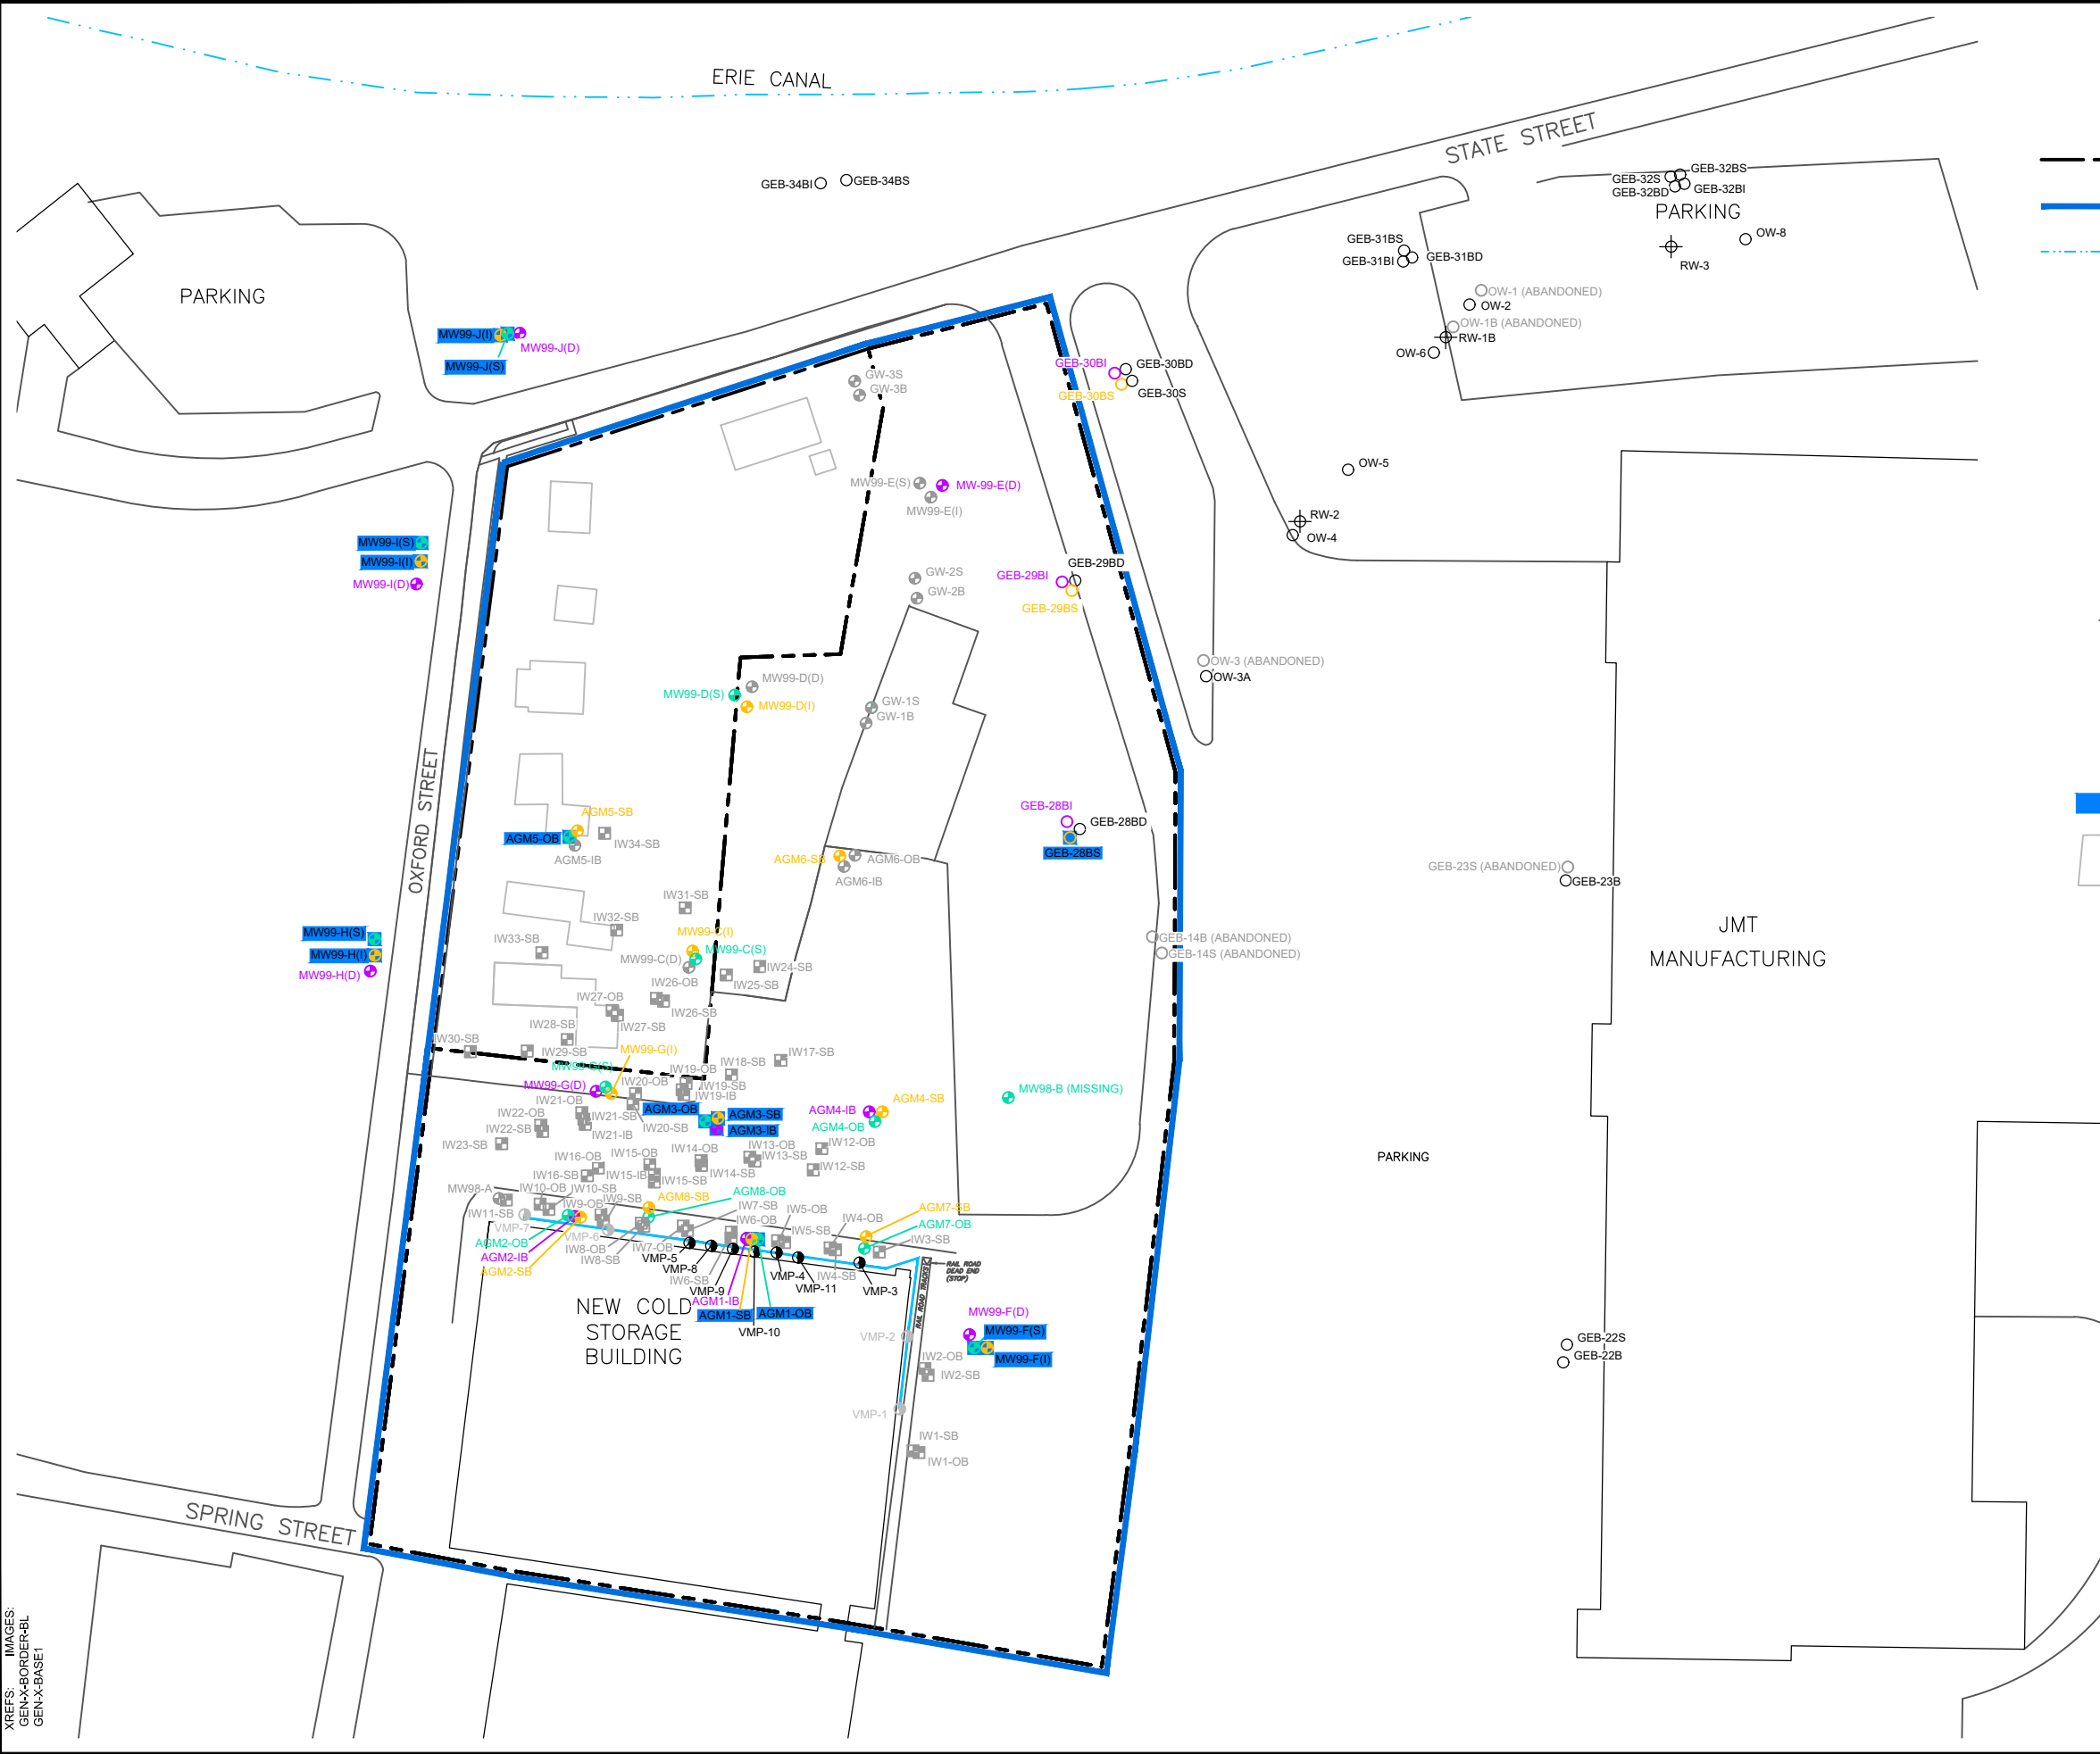 ERIE CANAL
STATE STREET
GEB-34BI
GEB-34BS
GEB-32S
GEB-32BS
GEB-32BD
GEB-32BI
PARKING
OW-8
RW-3
GEB-31BS
GEB-31BI
GEB-31BD
OW-1 (ABANDONED)
OW-2
OW-1B (ABANDONED)
RW-1B
OW-6
PARKING
MW99-J(I)
MW99-J(D)
MW99-J(S)
GW-3S
GW-3B
GEB-30BI
GEB-30BD
GEB-30BS
GEB-30S
OW-5
MW99-E(S)
MW-99-E(D)
MW99-E(I)
RW-2
OW-4
MW99-I(S)
MW99-I(I)
MW99-I(D)
GW-2S
GW-2B
GEB-29BD
GEB-29BI
GEB-29BS
OW-3 (ABANDONED)
OW-3A
MW99-D(D)
MW99-D(S)
MW99-D(I)
GW-1S
GW-1B
OXFORD STREET
AGM5-SB
AGM5-OB
IW34-SB
AGM5-IB
GEB-28BI
GEB-28BD
GEB-28BS
AGM6-SB
AGM6-OB
AGM6-IB
GEB-23S (ABANDONED)
GEB-23B
IW31-SB
IW32-SB
IW33-SB
MW99-C(I)
MW99-C(S)
MW99-C(D)
MW99-H(S)
MW99-H(I)
MW99-H(D)
GEB-14B (ABANDONED)
GEB-14S (ABANDONED)
JMT
MANUFACTURING
IW24-SB
IW25-SB
IW26-OB
IW26-SB
IW27-OB
IW27-SB
IW28-SB
IW30-SB
IW29-SB
MW99-G(I)
MW99-G(S)
MW99-G(D)
IW17-SB
IW18-SB
IW19-OB
IW19-SB
IW19-IB
IW20-OB
IW20-SB
IW21-OB
IW21-SB
IW21-IB
IW22-OB
IW22-SB
IW23-SB
AGM3-OB
AGM3-SB
AGM3-IB
AGM4-IB
AGM4-SB
AGM4-OB
MW98-B (MISSING)
PARKING
IW12-OB
IW12-SB
IW13-OB
IW13-SB
IW14-OB
IW14-SB
IW15-OB
IW15-IB
IW15-SB
IW16-OB
IW16-SB
MW98-A
IW10-OB
IW10-SB
IW11-SB
IW9-OB
IW9-SB
AGM8-SB
AGM8-OB
IW7-SB
IW6-OB
IW5-OB
IW5-SB
IW4-OB
AGM7-SB
AGM7-OB
IW3-SB
VMP-7
VMP-6
AGM2-OB
AGM2-IB
AGM2-SB
IW8-OB
IW8-SB
IW7-OB
VMP-5
VMP-8
IW6-SB
VMP-9
VMP-4
VMP-11
IW4-SB
VMP-3
AGM1-IB
AGM1-SB
AGM1-OB
VMP-10
RAIL ROAD
DEAD END
(STOP)
RAIL ROAD TRACKS
NEW COLD
STORAGE
BUILDING
MW99-F(D)
MW99-F(S)
MW99-F(I)
VMP-2
IW2-OB
IW2-SB
VMP-1
IW1-SB
IW1-OB
GEB-22S
GEB-22B
SPRING STREET
XREFS:
IMAGES:
GEN-X-BORDER-BL
GEN-X-BASE1